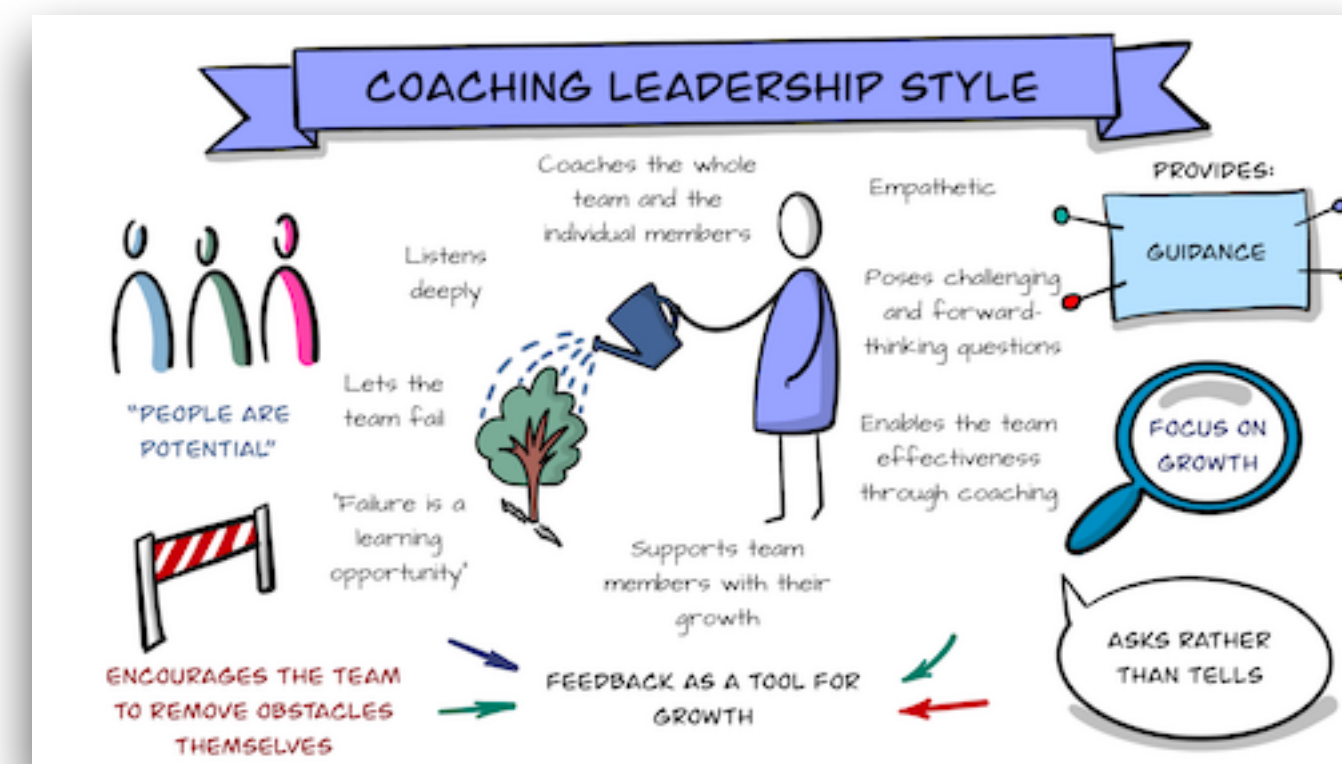 COACHING LEADERSHIP STYLE
Coaches the whole
team and the
individual members
Empathetic
PROVIDES:
GUIDANCE
Listens
deeply
Poses challenging
and forward-
thinking questions
"PEOPLE ARE
POTENTIAL"
Lets the
team fail
Enables the team
effectiveness
through coaching
FOCUS ON
GROWTH
"Failure is a
learning
opportunity"
Supports team
members with their
growth
ENCOURAGES THE TEAM
TO REMOVE OBSTACLES
THEMSELVES
FEEDBACK AS A TOOL FOR
GROWTH
ASKS RATHER
THAN TELLS